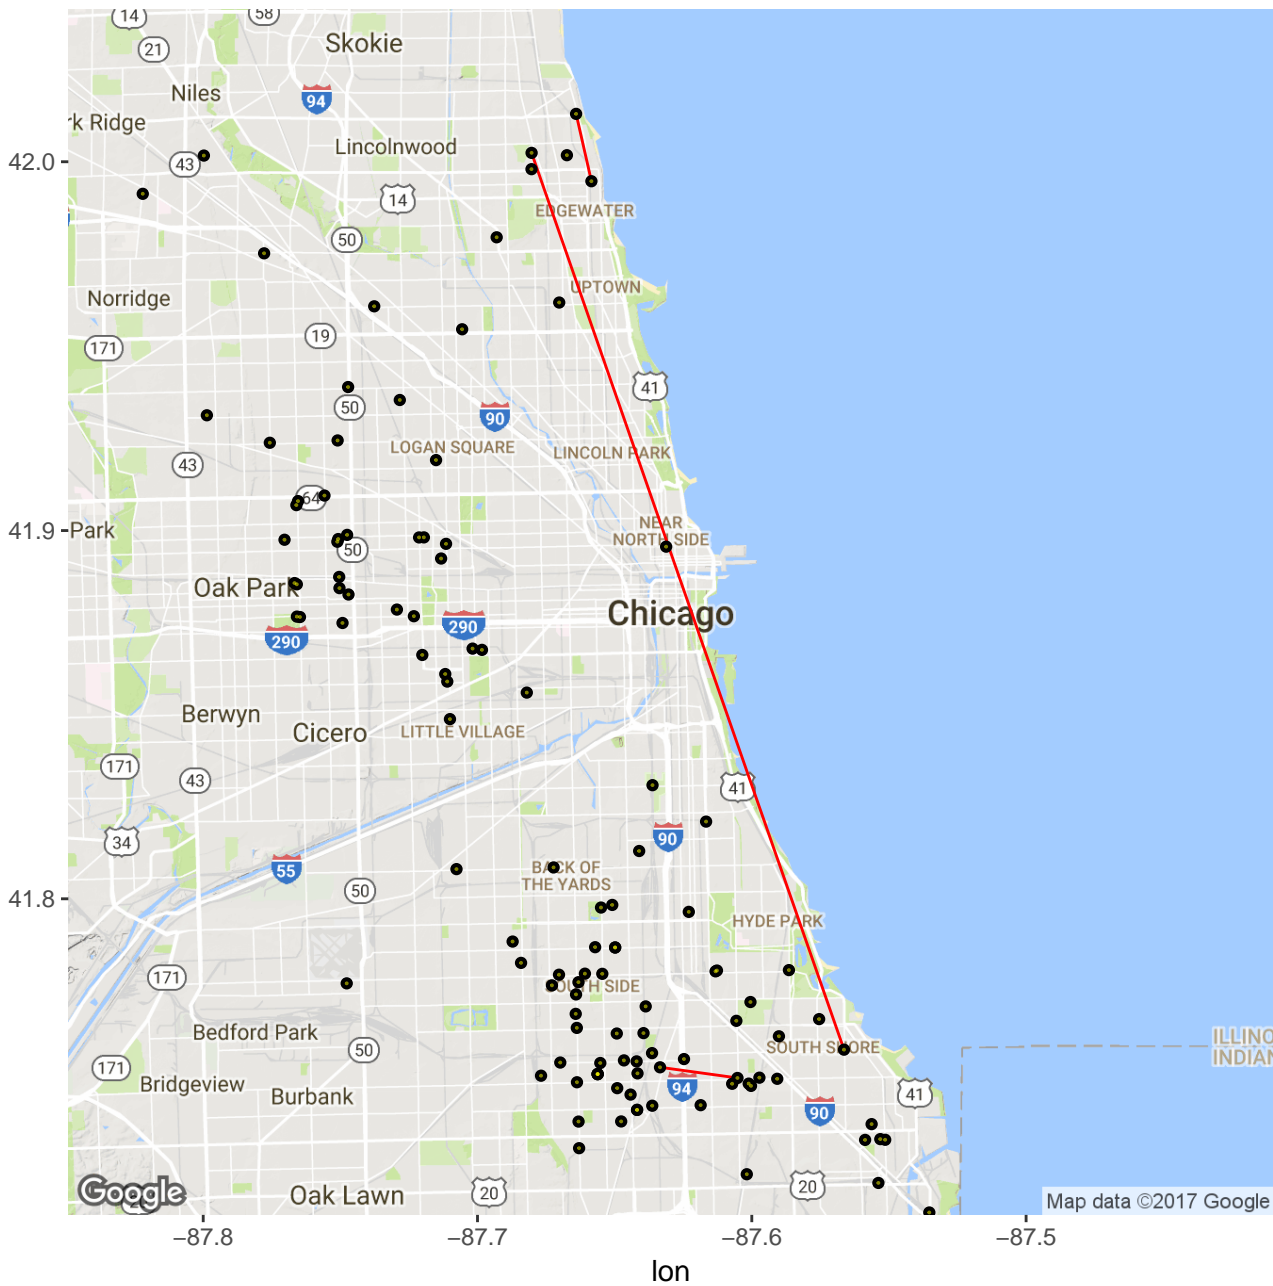 14
58
21
Skokie
Niles
94
rk Ridge
Lincolnwood
42.0
43
14
EDGEWATER
50
UPTOWN
Norridge
19
171
41
50
90
LOGAN SQUARE
LINCOLN PARK
43
64
41.9
Park
NEAR
NORTH SIDE
50
Oak Park
Chicago
290
290
Berwyn
Cicero
LITTLE VILLAGE
171
43
41
34
90
55
BACK OF
THE YARDS
50
41.8
HYDE PARK
171
SOUTH SIDE
Bedford Park
50
SOUTH SHORE
ILLINO
INDIAN
171
Bridgeview
94
Burbank
41
90
Google
Oak Lawn
20
20
Map data ©2017 Google
−87.8
−87.7
−87.6
−87.5
lon